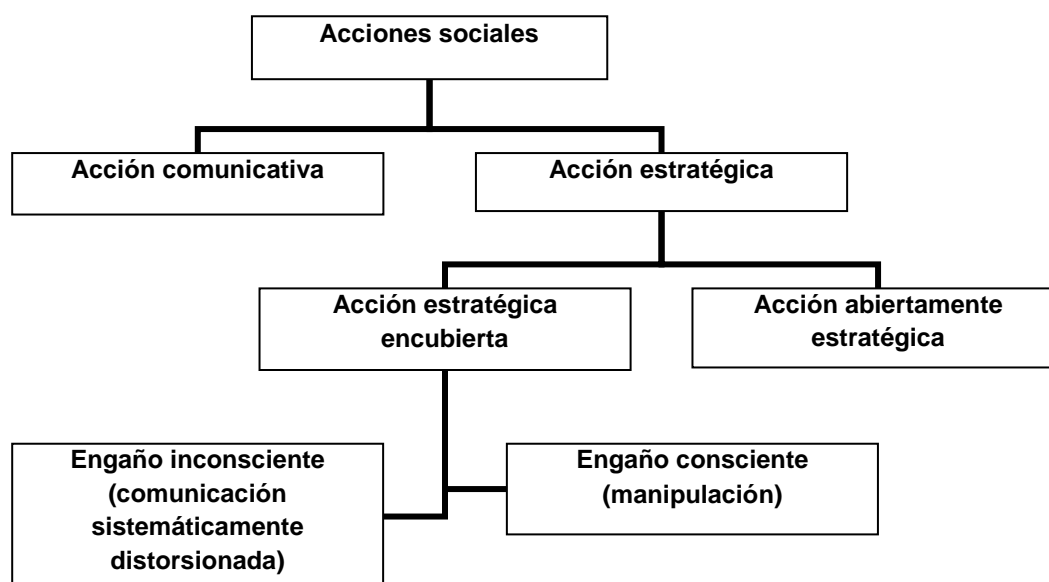 Acciones sociales
Acción comunicativa
Acción estratégica
Acción estratégica
encubierta
Acción abiertamente
estratégica
Engaño inconsciente
(comunicación
sistemáticamente
distorsionada)
Engaño consciente
(manipulación)